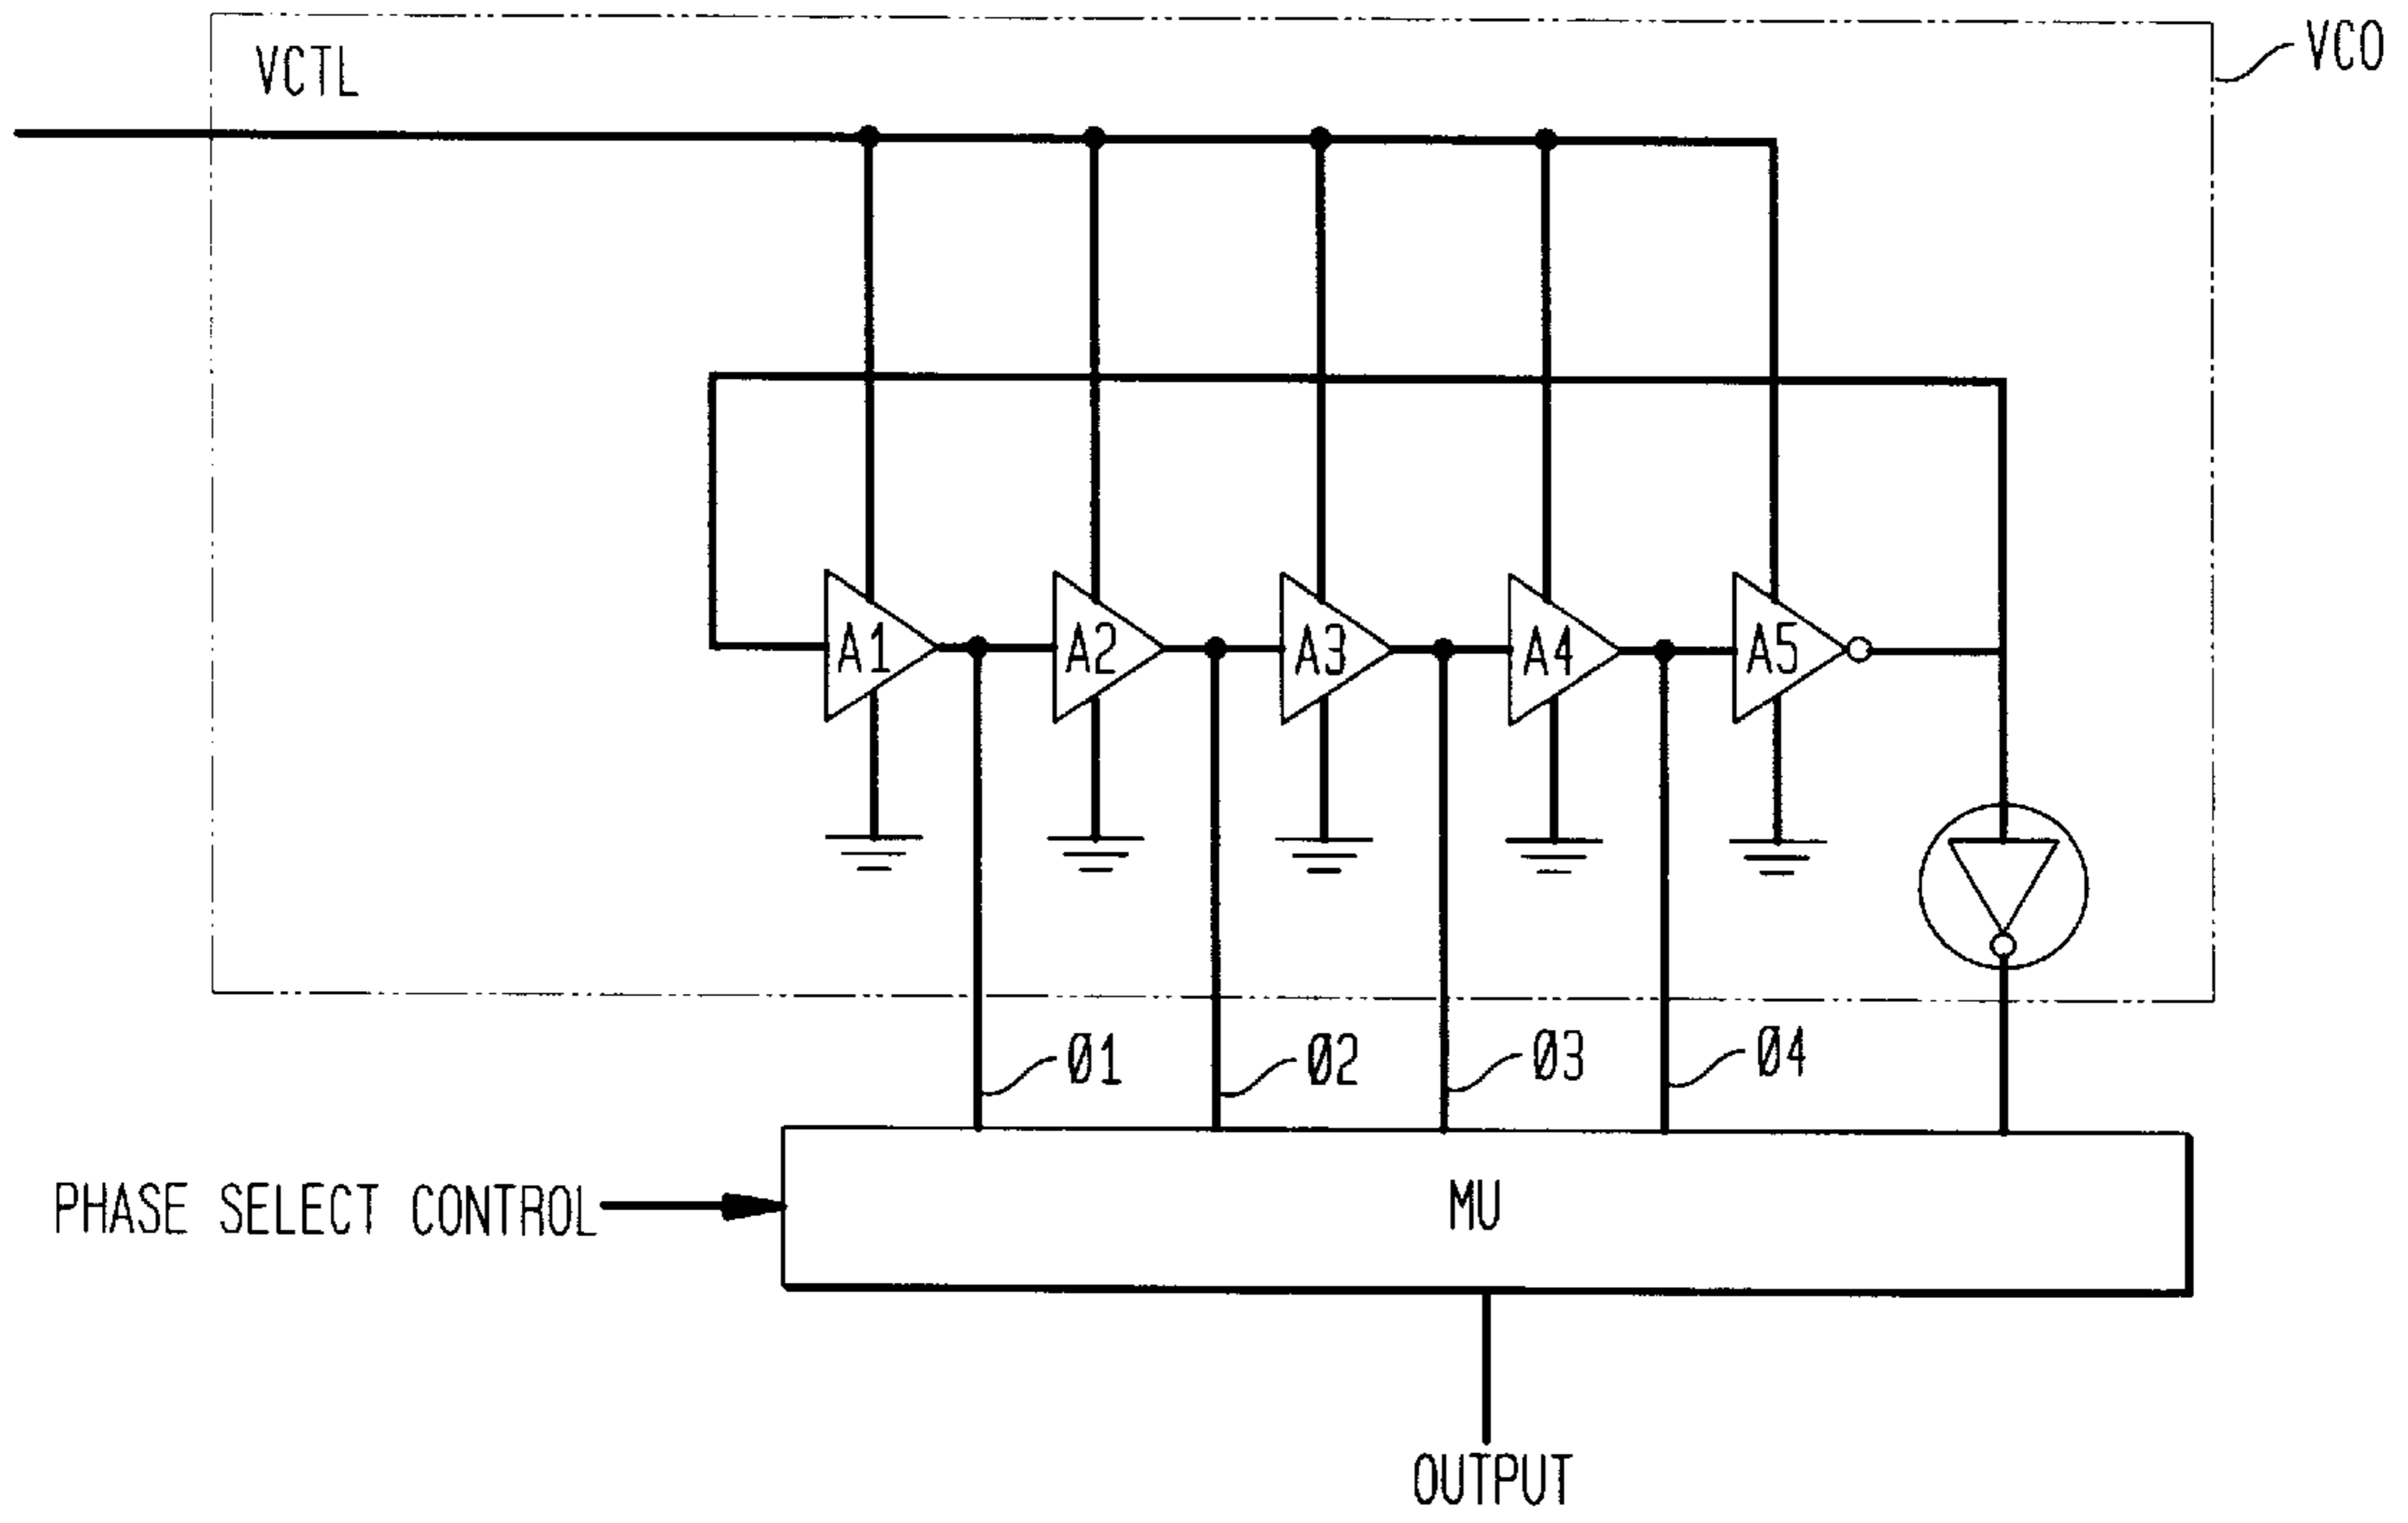 VCO
VCTL
A1 A2 A3 A4 A5
Ø1 Ø2 Ø3 Ø4
PHASE SELECT CONTROL
MU
OUTPUT